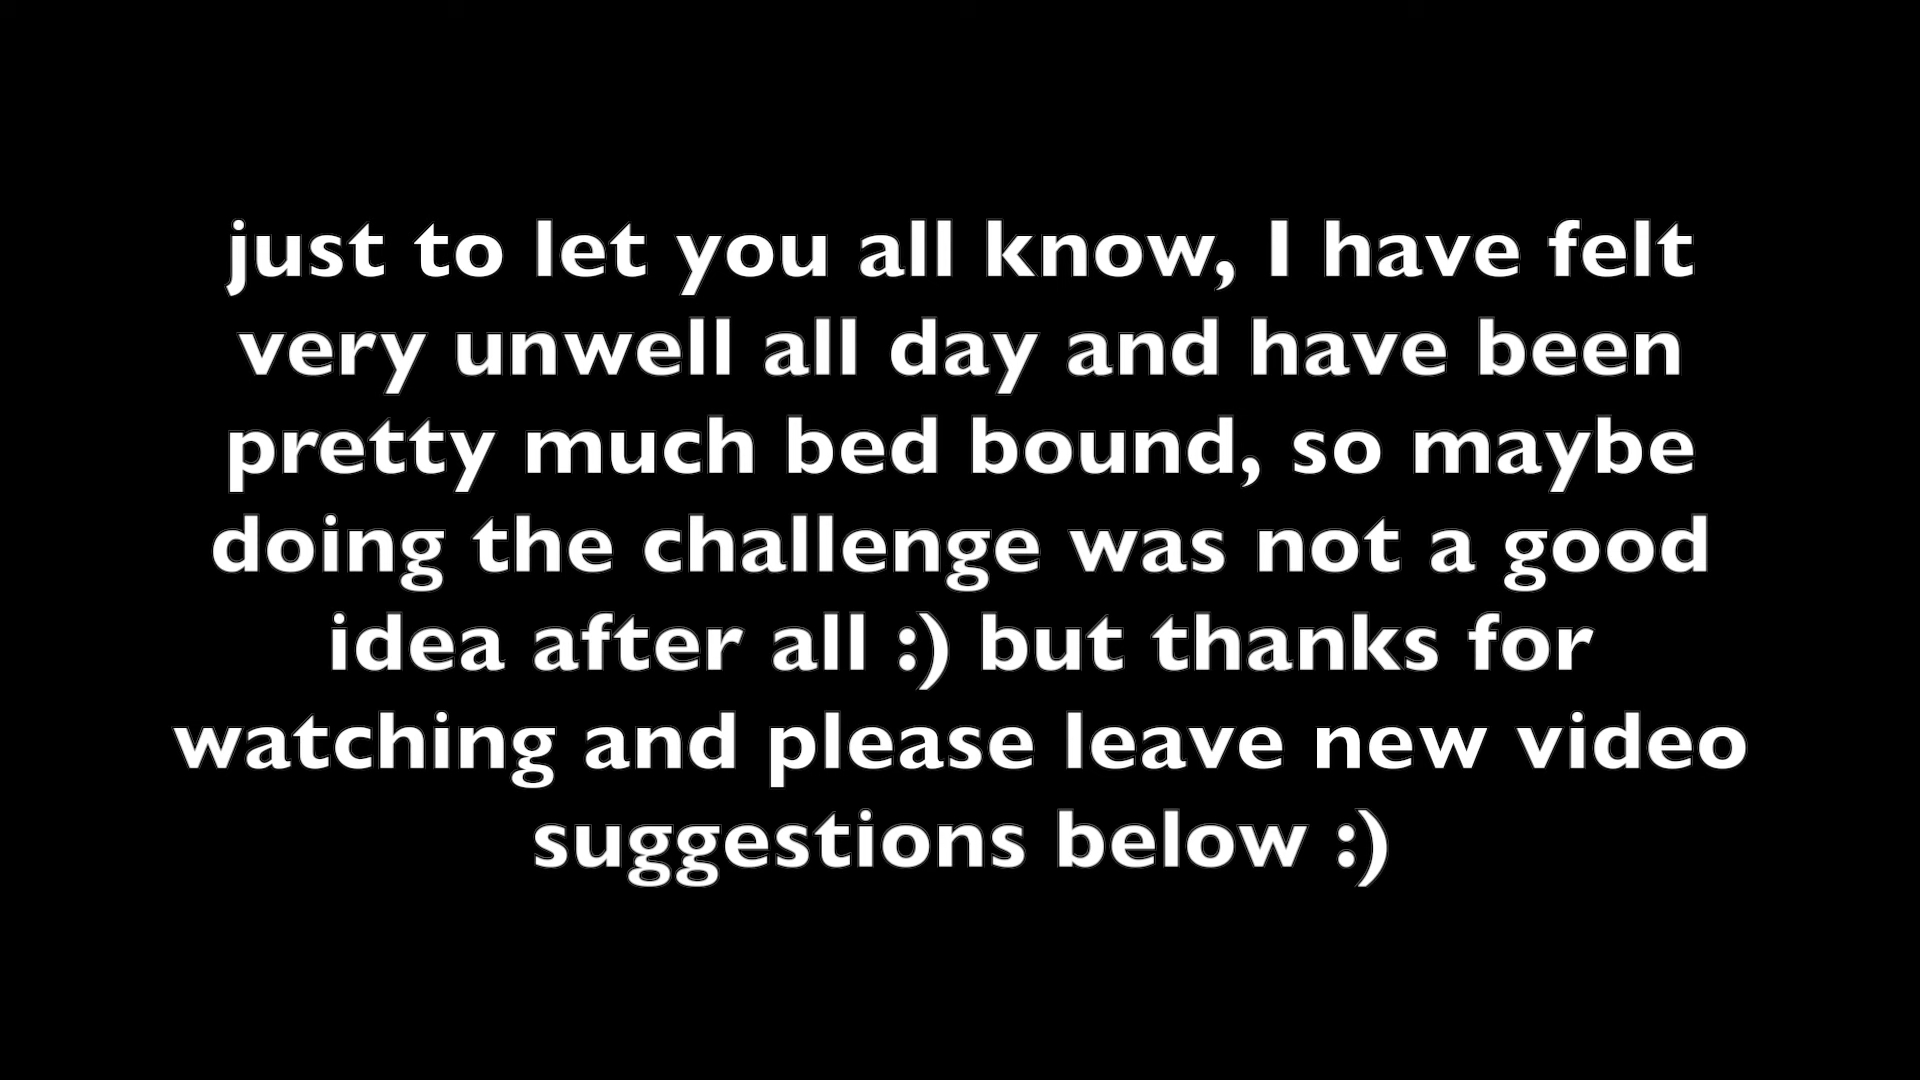 just to let you all know, I have felt
very unwell all day and have been
pretty much bed bound, so maybe
doing the challenge was not a good
idea after all :) but thanks for
watching and please leave new video
suggestions below :)